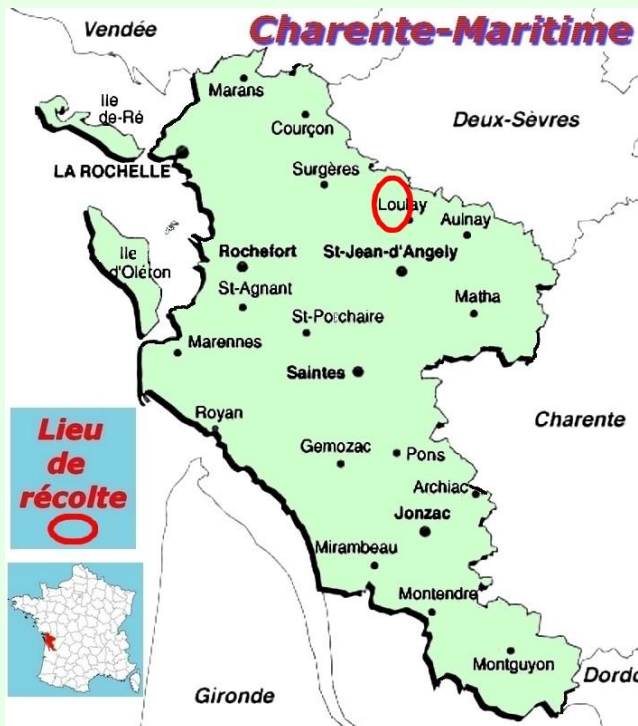 Vendée
Charente-Maritime
Marans
Ile
de-Ré
Courçon
Deux-Sèvres
LA ROCHELLE
Surgères
Loulay
Aulnay
Ile
d'Oléron
Rochefort
St-Jean-d'Angely
St-Agnant
Matha
St-Porchaire
Marennes
Saintes
Royan
Charente
Lieu
de
récolte
Gemozac
Pons
Archiac
Jonzac
Mirambeau
Montendre
Montguyon
Dordo
Gironde